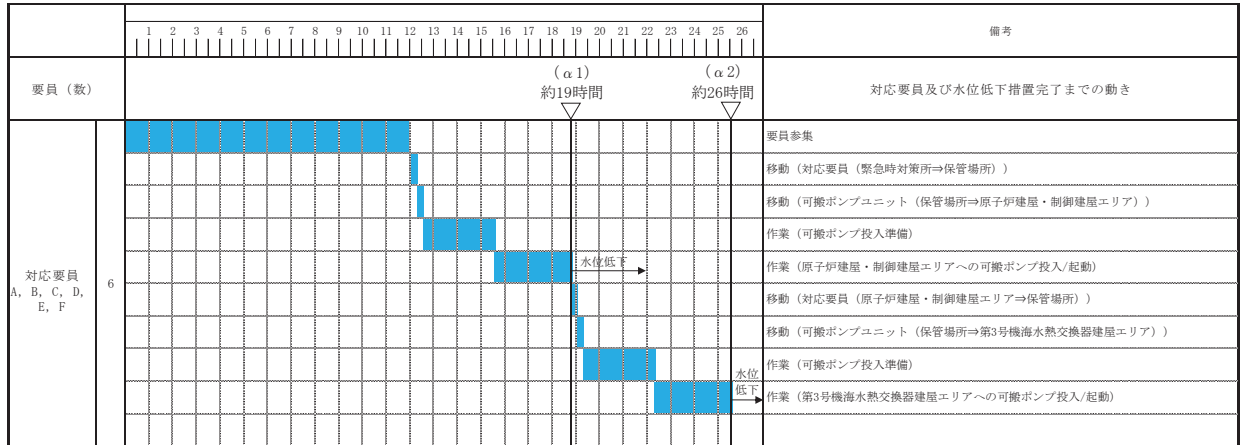 1 2 3 4 5 6 7 8 9 10 11 12 13 14 15 16 17 18 19 20 21 22 23 24 25 26
備考
要員(数)
(α1)
約19時間
(α2)
約26時間
対応要員及び水位低下措置完了までの動き
対応要員
A, B, C, D,
E, F
6
要員参集
移動(対応要員(緊急時対策所⇒保管場所))
移動(可搬ポンプユニット(保管場所⇒原子炉建屋・制御建屋エリア))
作業(可搬ポンプ投入準備)
水位低下
作業(原子炉建屋・制御建屋エリアへの可搬ポンプ投入/起動)
移動(対応要員(原子炉建屋・制御建屋エリア⇒保管場所))
移動(可搬ポンプユニット(保管場所⇒第3号機海水熱交換器建屋エリア))
作業(可搬ポンプ投入準備)
水位
低下
作業(第3号機海水熱交換器建屋エリアへの可搬ポンプ投入/起動)